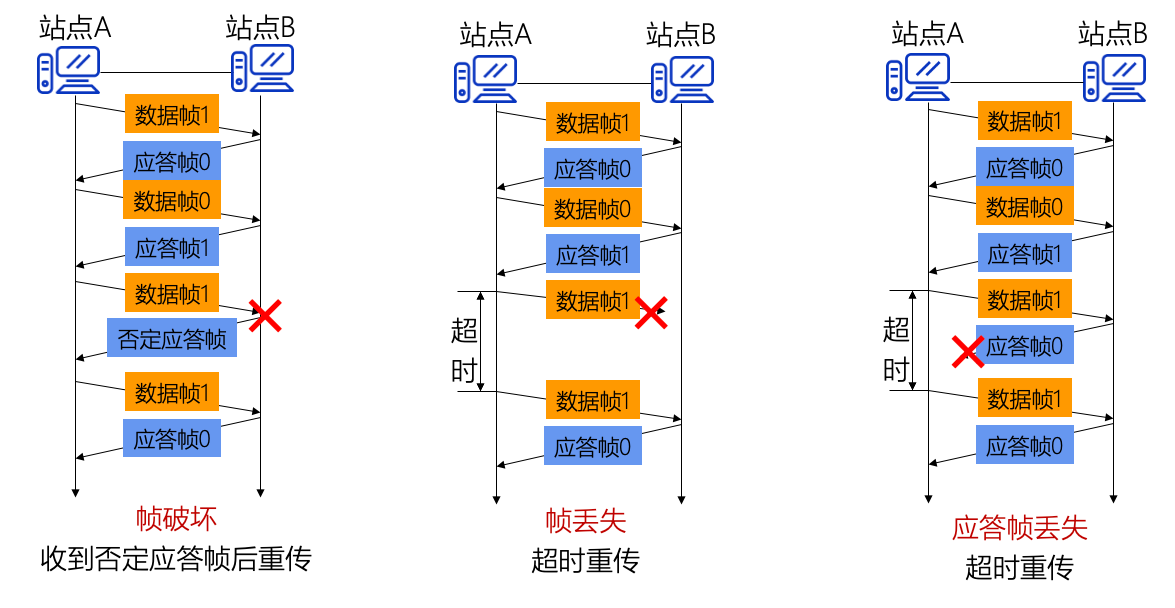 站点A
站点B
数据帧1
应答帧0
数据帧0
应答帧1
数据帧1
否定应答帧
数据帧1
应答帧0
帧破坏
收到否定应答帧后重传
站点A
站点B
数据帧1
应答帧0
数据帧0
应答帧1
数据帧1
超时
数据帧1
应答帧0
帧丢失
超时重传
站点A
站点B
数据帧1
应答帧0
数据帧0
应答帧1
数据帧1
超时
应答帧0
数据帧1
应答帧0
应答帧丢失
超时重传